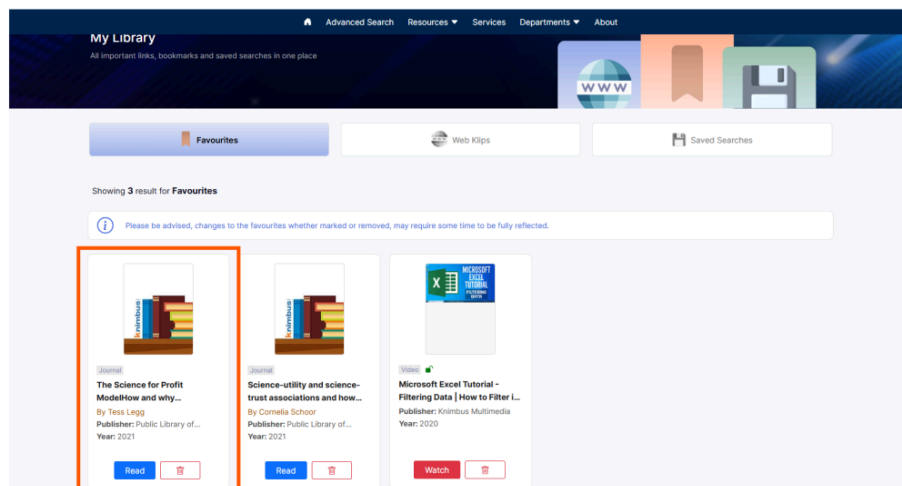 Advanced Search Resources Services Departments About
My Library
All important links, bookmarks and saved searches in one place
WWW
Favourites
Web Klips
Saved Searches
Showing 3 result for Favourites
Please be advised, changes to the favourites whether marked or removed, may require some time to be fully reflected.
knimbus
Journal
The Science for Profit
ModelHow and why...
By Tess Legg
Publisher: Public Library of...
Year: 2021
Read
knimbus
Journal
Science-utility and science-
trust associations and how...
By Cornelia Schoor
Publisher: Public Library of...
Year: 2021
Read
X
MICROSOFT
EXCEL
TUTORIAL
FILTERING
DATA
Video
Microsoft Excel Tutorial -
Filtering Data | How to Filter i...
Publisher: Knimbus Multimedia
Year: 2020
Watch